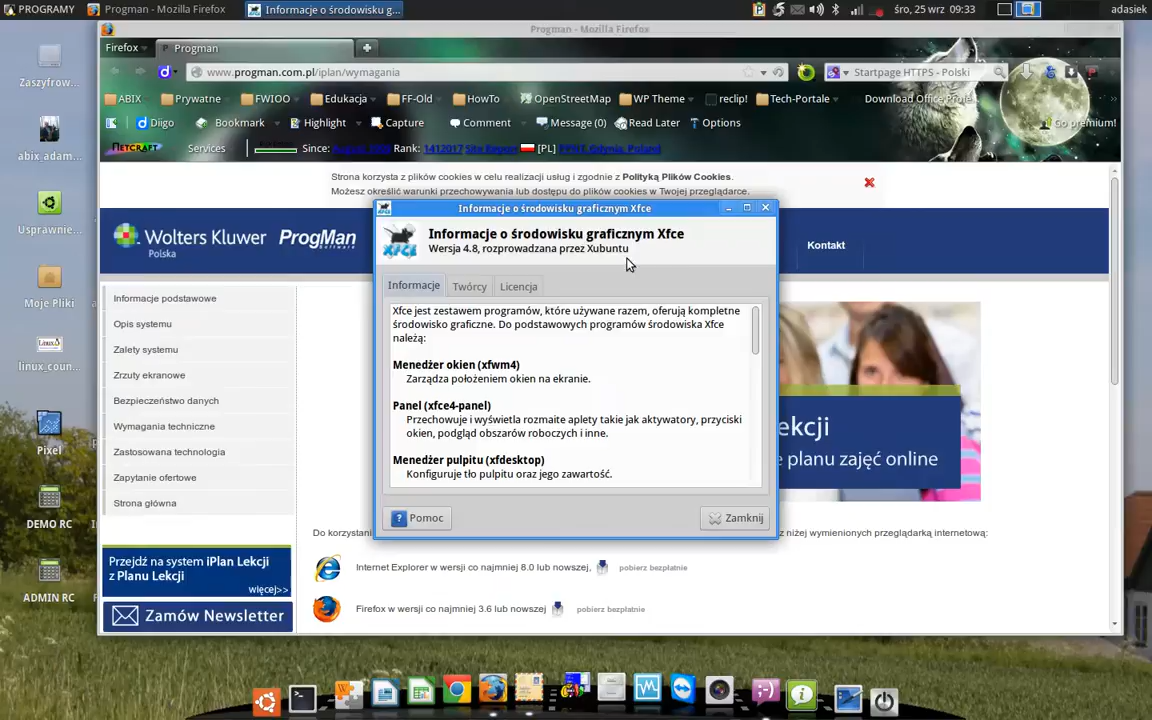 PROGRAMY
Progman - Mozilla Firefox
Informacje o środowisku g...
śro, 25 wrz 09:33
adasiek
Progman - Mozilla Firefox
Firefox
Progman
www.progman.com.pl/iplan/wymagania
Startpage HTTPS - Polski
ABIX
Prywatne
FWIOO
Edukacja
FF-Old
HowTo
OpenStreetMap
WP Theme
reclip!
Tech-Portale
Download Office Profe
Diigo
Bookmark
Highlight
Capture
Comment
Message (0)
Read Later
Options
Go premium!
NETCRAFT
Services
Since:
Rank:
1412017
Site Report
[PL]
PPNT, Gdynia, Poland
Strona korzysta z plików cookies w celu realizacji usług i zgodnie z Polityką Plików Cookies.
Możesz określić warunki przechowywania lub dostępu do plików cookies w Twojej przeglądarce.
Wolters Kluwer
Polska
ProgMan
Software
Kontakt
Informacje podstawowe
Opis systemu
Zalety systemu
Zrzuty ekranowe
Bezpieczeństwo danych
Wymagania techniczne
Zastosowana technologia
Zapytanie ofertowe
Strona główna
Przejdź na system iPlan Lekcji
z Planu Lekcji
więcej>>
Zamów Newsletter
Informacje o środowisku graficznym Xfce
Informacje o środowisku graficznym Xfce
Wersja 4.8, rozprowadzana przez Xubuntu
Informacje
Twórcy
Licencja
Xfce jest zestawem programów, które używane razem, oferują kompletne
środowisko graficzne. Do podstawowych programów środowiska Xfce
należą:
Menedżer okien (xfwm4)
Zarządza położeniem okien na ekranie.
Panel (xfce4-panel)
Przechowuje i wyświetla rozmaite aplety takie jak aktywatory, przyciski
okien, podgląd obszarów roboczych i inne.
Menedżer pulpitu (xfdesktop)
Konfiguruje tło pulpitu oraz jego zawartość.
Pomoc
Zamknij
ekcji
e planu zajęć online
Do korzystan
z niżej wymienionych przeglądarką internetową:
Internet Explorer w wersji co najmniej 8.0 lub nowszej,
pobierz bezpłatnie
Firefox w wersji co najmniej 3.6 lub nowszej
pobierz bezpłatnie
Zaszyfrow...
abix_adam...
Usprawnie...
Moje Pliki
linux_coun...
Pixel
DEMO RC
ADMIN RC